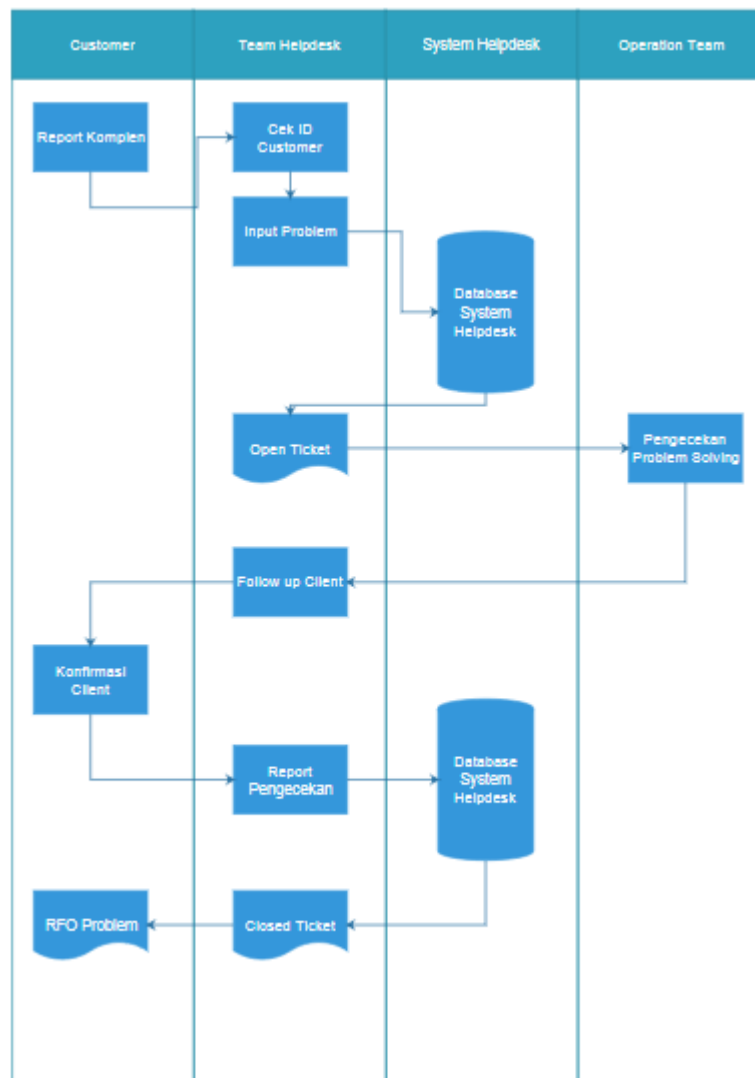 Customer
Team Helpdesk
System Helpdesk
Operation Team
Report Komplen
Cek ID
Customer
Input Problem
Database
System
Helpdesk
Open Ticket
Pengecekan
Problem Solving
Follow up Client
Konfirmasi
Client
Report
Pengecekan
Database
System
Helpdesk
RFO Problem
Closed Ticket